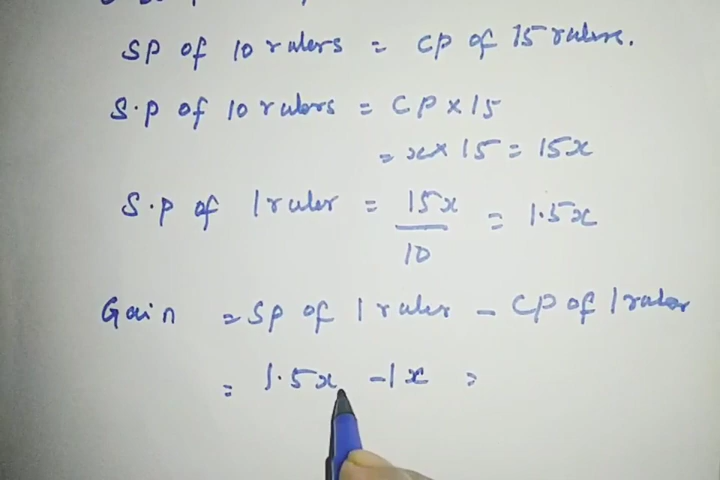 SP of 10 rulers = CP of 15 rulers.
S.p of 10 rulers = CP x 15
= x x 15 = 15x
S.p of 1 ruler = 15x = 1.5x
10
Gain = SP of 1 ruler - CP of 1 ruler
= 1.5x -1x =